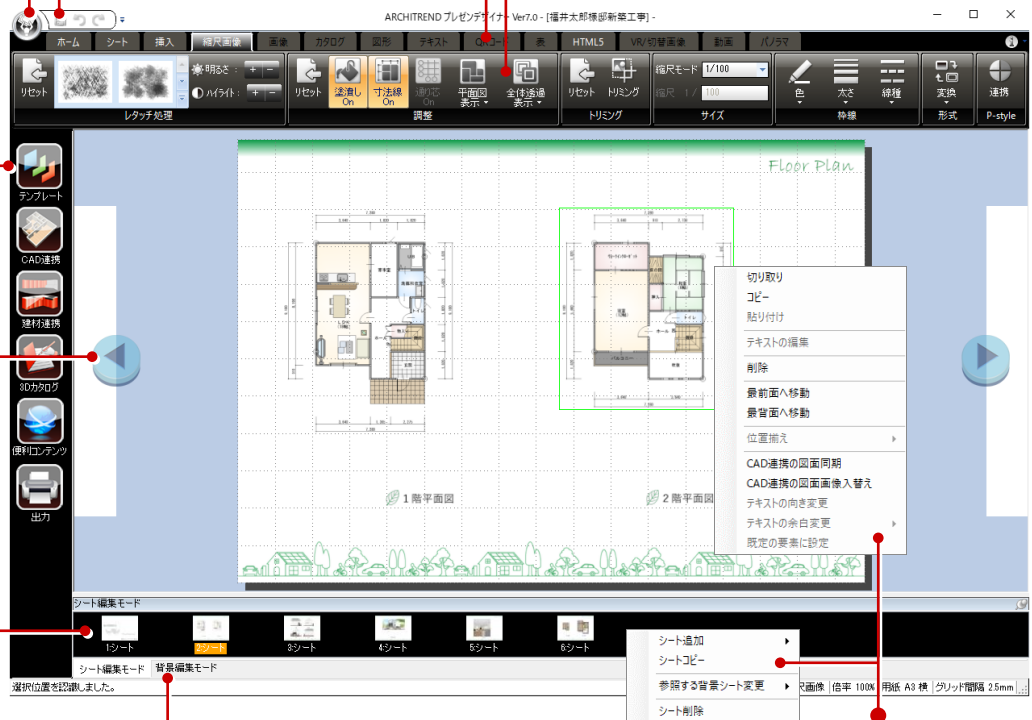 ARCHITREND プレゼンデザイナー Ver7.0 - [福井太郎様邸新築工事] -
ホーム シート 挿入 縮尺画像 画像 カタログ 図形 テキスト QRコード 表 HTML5 VR/切替画像 動画 パノラマ
リセット
明るさ : + -
ハイライト : + -
レタッチ処理
リセット 塗潰し On 寸法線 On 通り芯 On 平面図 表示 全体透過 表示
調整
リセット トリミング
トリミング
縮尺モード 1/100
縮尺 1 / 100
サイズ
色 太さ 線種
枠線
変換
形式
連携
P-style
テンプレート
CAD連携
建材連携
3Dカタログ
便利コンテンツ
出力
Floor Plan
1階平面図
2階平面図
切り取り
コピー
貼り付け
テキストの編集
削除
最前面へ移動
最背面へ移動
位置揃え
CAD連携の図面同期
CAD連携の図面画像入替え
テキストの向き変更
テキストの余白変更
既定の要素に設定
シート編集モード
1:シート 2:シート 3:シート 4:シート 5:シート 6:シート
シート追加
シートコピー
参照する背景シート変更
シート削除
シート編集モード 背景編集モード
選択位置を認識しました。
尺画像 倍率 100% 用紙 A3 横 グリッド間隔 2.5mm